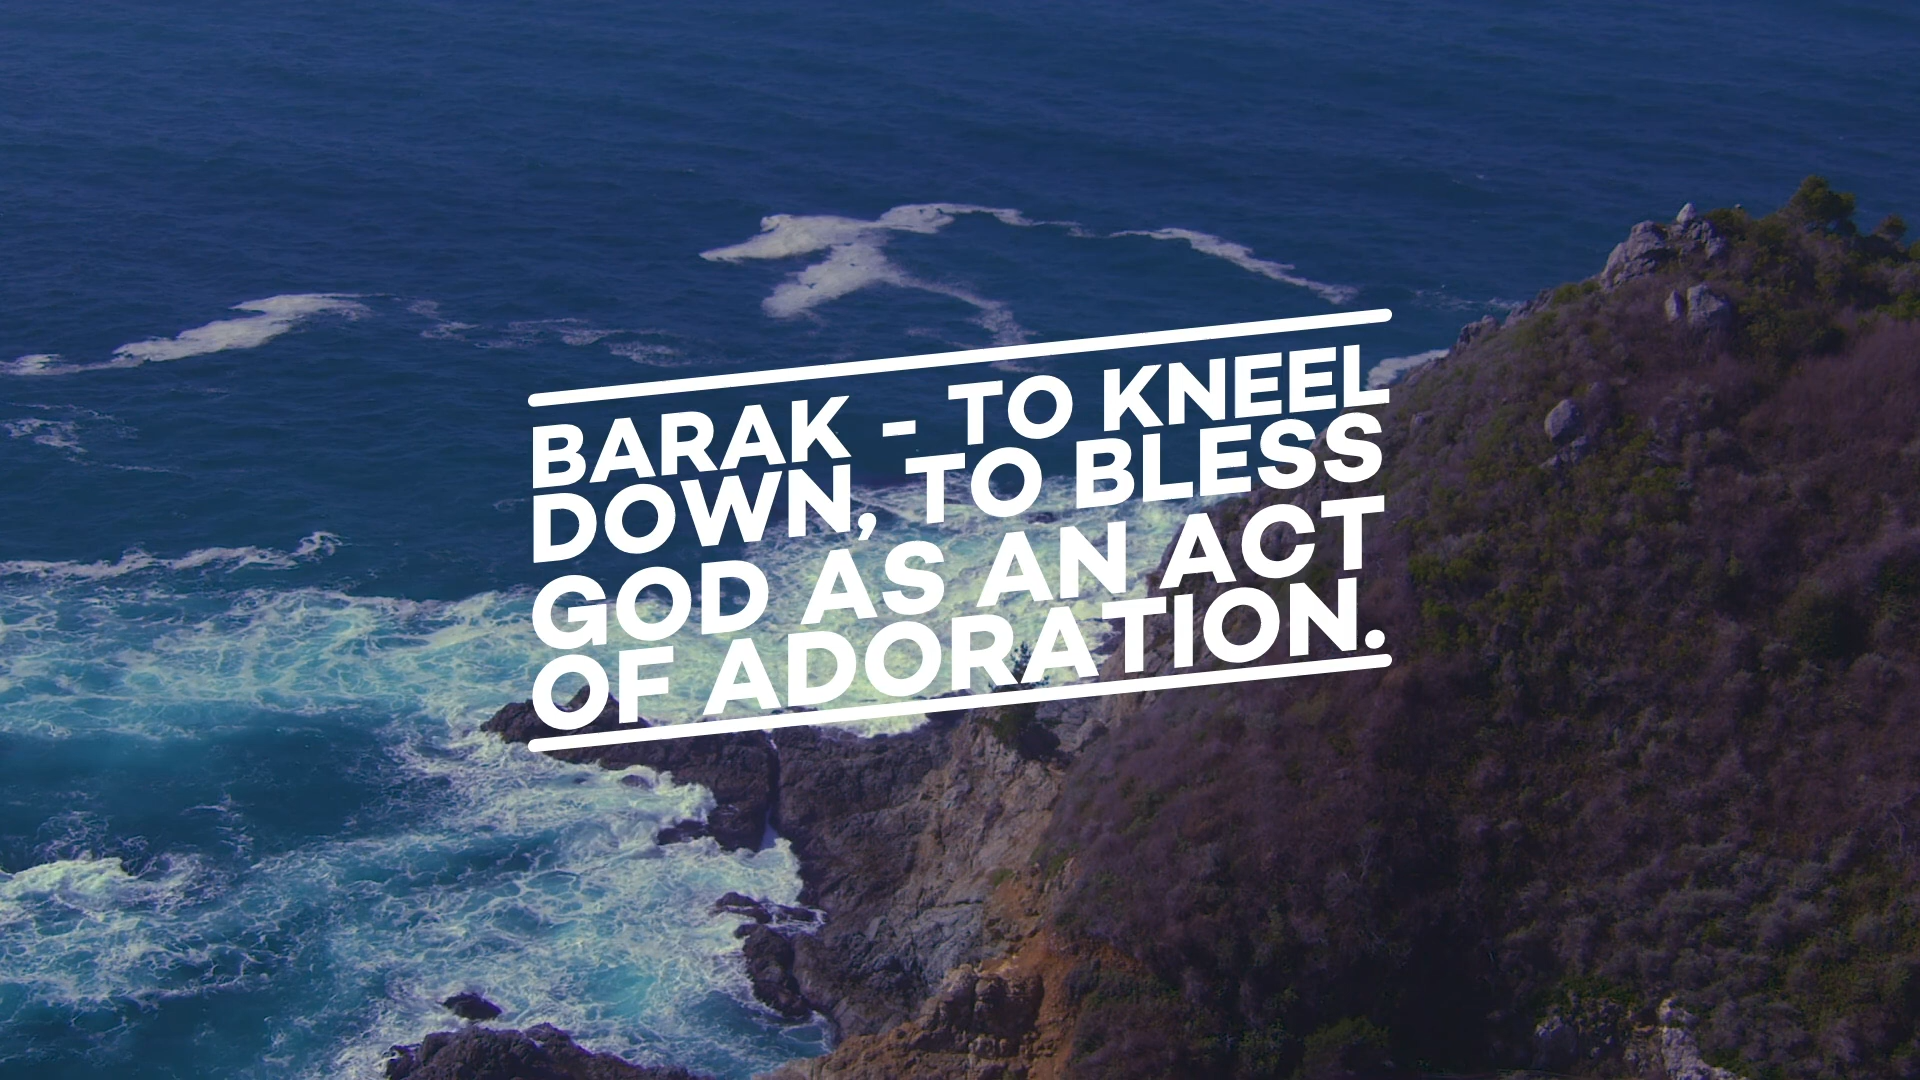 BARAK - TO KNEEL
DOWN, TO BLESS
GOD AS AN ACT
OF ADORATION.